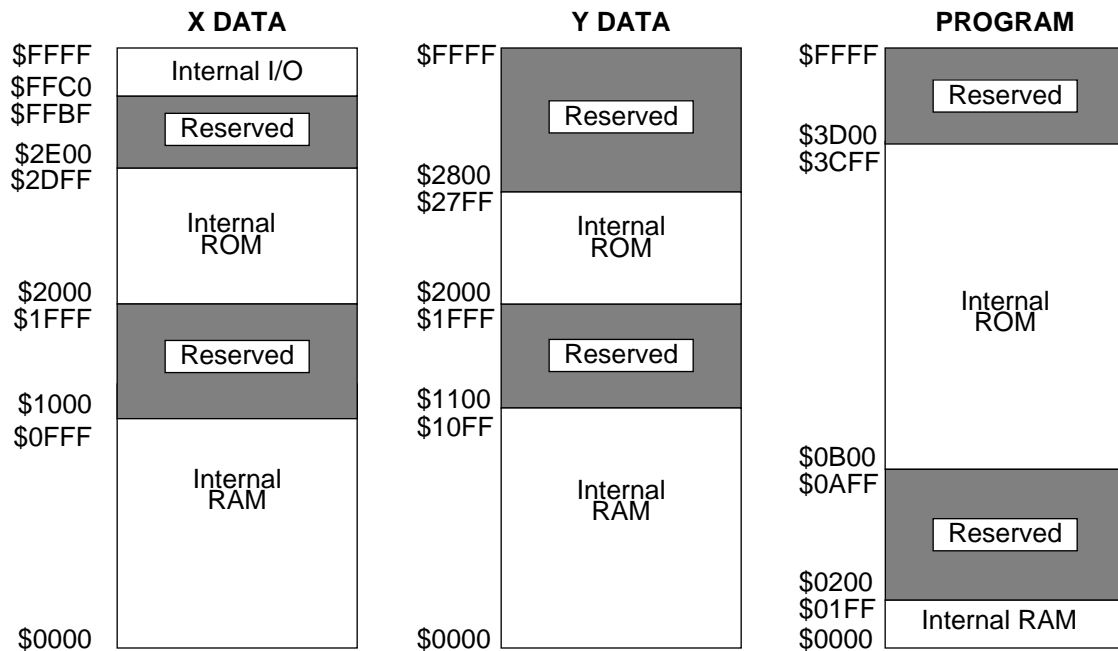 X DATA
$FFFF
Internal I/O
$FFC0
$FFBF
Reserved
$2E00
$2DFF
Internal
ROM
$2000
$1FFF
Reserved
$1000
$0FFF
Internal
RAM
$0000
Y DATA
$FFFF
Reserved
$2800
$27FF
Internal
ROM
$2000
$1FFF
Reserved
$1100
$10FF
Internal
RAM
$0000
PROGRAM
$FFFF
Reserved
$3D00
$3CFF
Internal
ROM
$0B00
$0AFF
Reserved
$0200
$01FF
Internal RAM
$0000